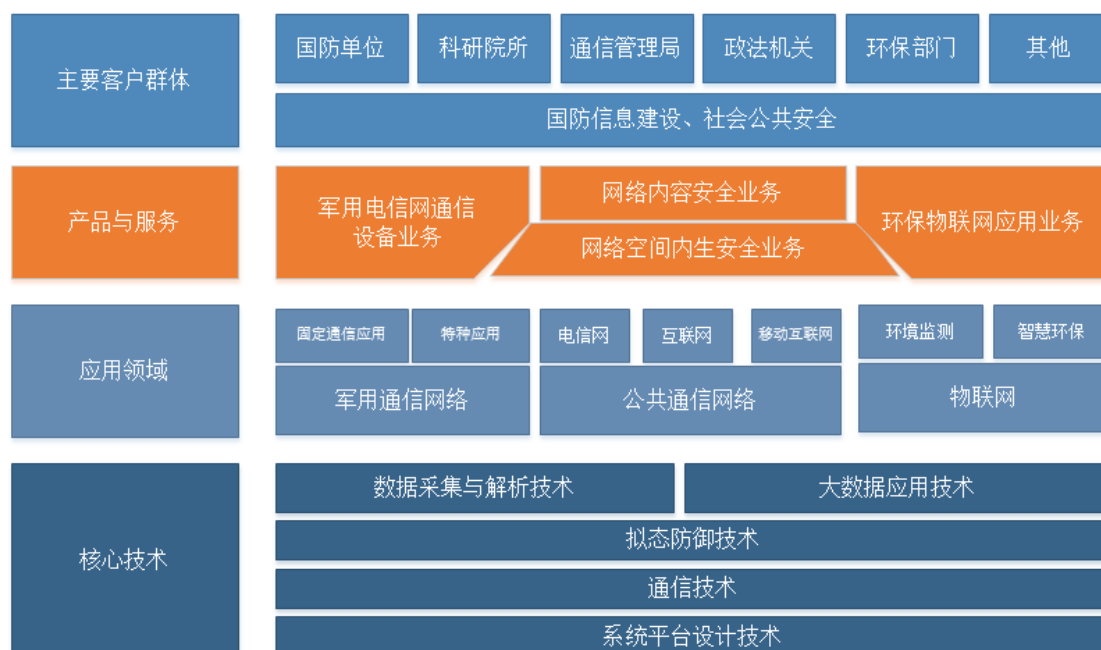 主要客户群体
国防单位
科研院所
通信管理局
政法机关
环保部门
其他
国防信息建设、社会公共安全
产品与服务
军用电信网通信
设备业务
网络内容安全业务
网络空间内生安全业务
环保物联网应用业务
应用领域
固定通信应用
特种应用
电信网
互联网
移动互联网
环境监测
智慧环保
军用通信网络
公共通信网络
物联网
核心技术
数据采集与解析技术
大数据应用技术
拟态防御技术
通信技术
系统平台设计技术